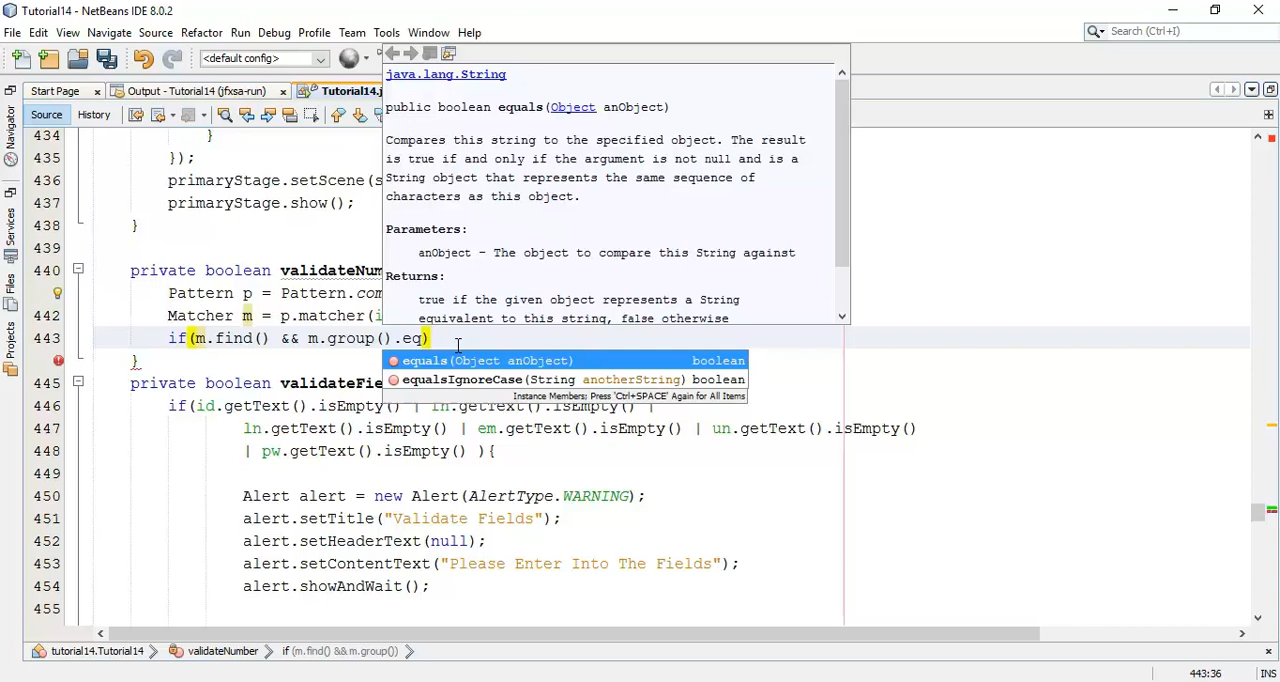 Tutorial14 - NetBeans IDE 8.0.2
File Edit View Navigate Source Refactor Run Debug Profile Team Tools Window Help
Search (Ctrl+I)
<default config>
Start Page
Output - Tutorial14 (jfxsa-run)
Tutorial14.j
Source History
Navigator
Services
Files
Projects
java.lang.String
public boolean equals(Object anObject)
Compares this string to the specified object. The result
is true if and only if the argument is not null and is a
String object that represents the same sequence of
characters as this object.
Parameters:
anObject - The object to compare this String against
Returns:
true if the given object represents a String
equivalent to this string, false otherwise
434 }
435 });
436 primaryStage.setScene(s
437 primaryStage.show();
438 }
439
440 private boolean validateNum
Pattern p = Pattern.com
442 Matcher m = p.matcher(i
443 if(m.find() && m.group().eq)
}
equals(Object anObject) boolean
equalsIgnoreCase(String anotherString) boolean
Instance Members; Press 'Ctrl+SPACE' Again for All Items
445 private boolean validateFie
446 if(id.getText().isEmpty() | ln.getText().isEmpty() |
447 ln.getText().isEmpty() | em.getText().isEmpty() | un.getText().isEmpty()
448 | pw.getText().isEmpty() ){
449
450 Alert alert = new Alert(AlertType.WARNING);
451 alert.setTitle("Validate Fields");
452 alert.setHeaderText(null);
453 alert.setContentText("Please Enter Into The Fields");
454 alert.showAndWait();
455
tutorial14.Tutorial14 validateNumber if (m.find() && m.group())
443:36 INS